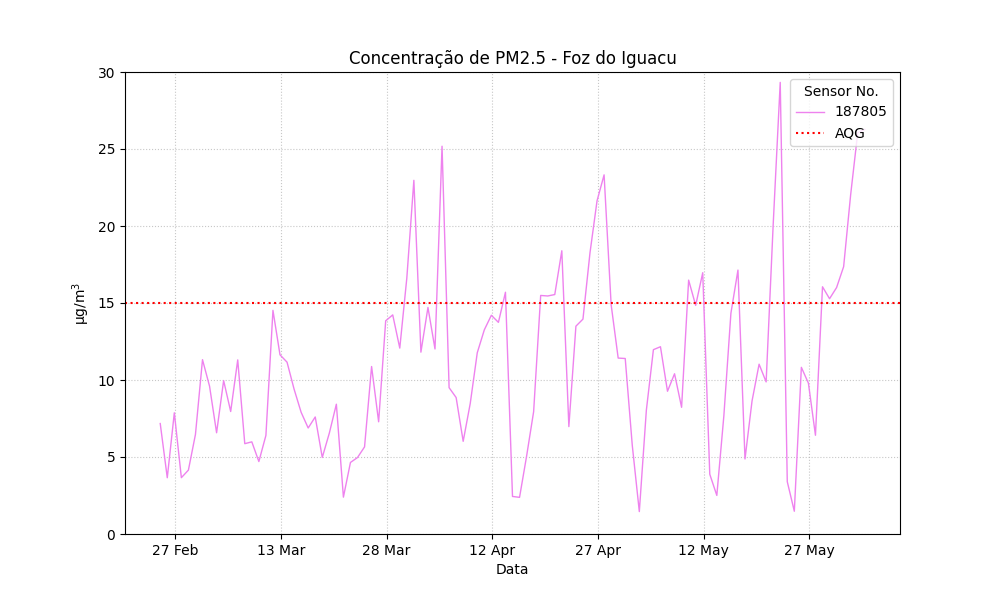 Concentração de PM2.5 - Foz do Iguacu
30
25
20
15
10
5
0
µg/m³
Sensor No.
187805
AQG
27 Feb
13 Mar
28 Mar
12 Apr
27 Apr
12 May
27 May
Data